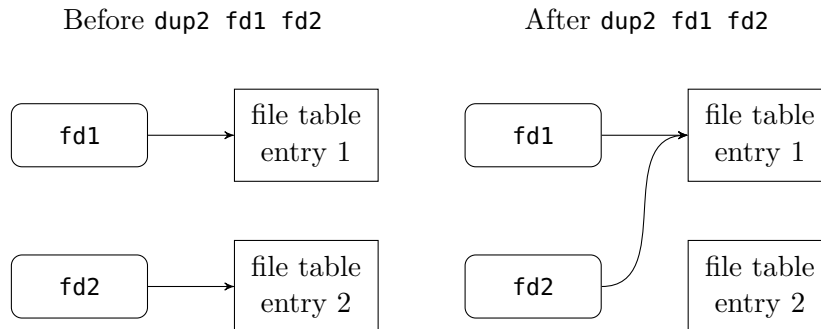 Before dup2 fd1 fd2
fd1
file table
entry 1
fd2
file table
entry 2
After dup2 fd1 fd2
fd1
file table
entry 1
fd2
file table
entry 2